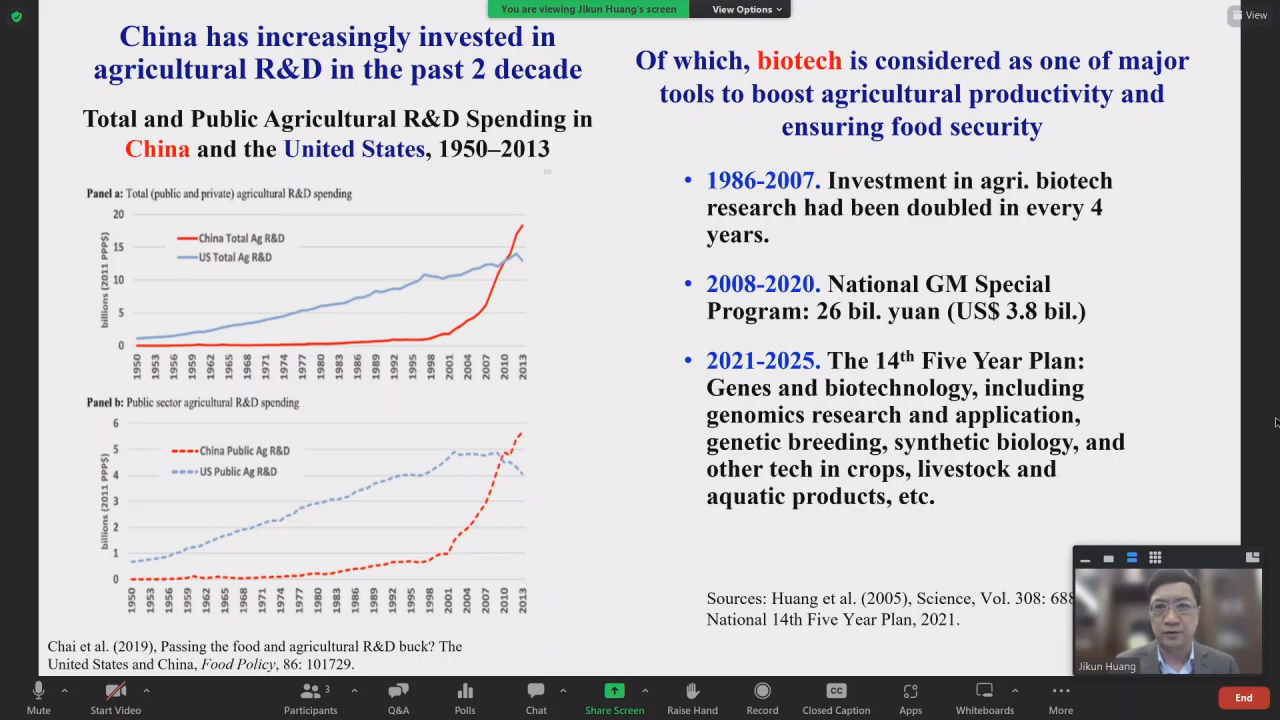 You are viewing Jikun Huang's screen
View Options
View
China has increasingly invested in
agricultural R&D in the past 2 decade
Total and Public Agricultural R&D Spending in
China and the United States, 1950–2013
Panel a: Total (public and private) agricultural R&D spending
20
15
10
5
0
billions (2011 PPP$)
China Total Ag R&D
US Total Ag R&D
1950 1953 1956 1959 1962 1965 1968 1971 1974 1977 1980 1983 1986 1989 1992 1995 1998 2001 2004 2007 2010 2013
Panel b: Public sector agricultural R&D spending
6
5
4
3
2
1
0
billions (2011 PPP$)
China Public Ag R&D
US Public Ag R&D
1950 1953 1956 1959 1962 1965 1968 1971 1974 1977 1980 1983 1986 1989 1992 1995 1998 2001 2004 2007 2010 2013
Chai et al. (2019), Passing the food and agricultural R&D buck? The
United States and China, Food Policy, 86: 101729.
Of which, biotech is considered as one of major
tools to boost agricultural productivity and
ensuring food security
• 1986-2007. Investment in agri. biotech
research had been doubled in every 4
years.
• 2008-2020. National GM Special
Program: 26 bil. yuan (US$ 3.8 bil.)
• 2021-2025. The 14th Five Year Plan:
Genes and biotechnology, including
genomics research and application,
genetic breeding, synthetic biology, and
other tech in crops, livestock and
aquatic products, etc.
Sources: Huang et al. (2005), Science, Vol. 308: 688
National 14th Five Year Plan, 2021.
Jikun Huang
Mute
Start Video
3
Participants
Q&A
Polls
Chat
Share Screen
Raise Hand
Record
CC
Closed Caption
Apps
Whiteboards
More
End